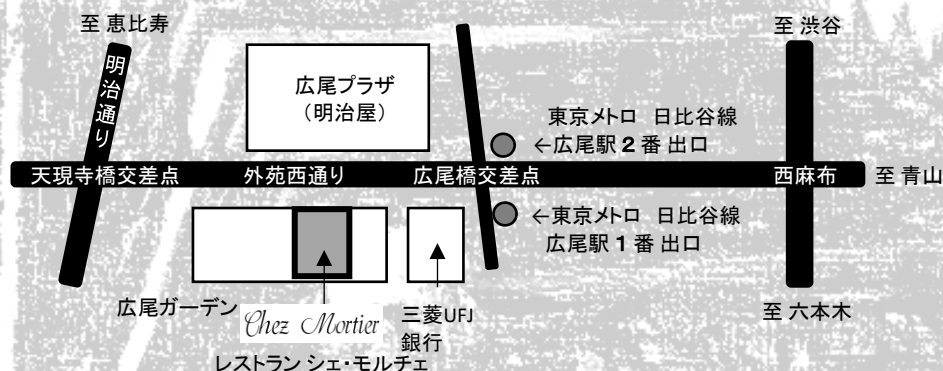 至 恵比寿
至 渋谷
明治通り
広尾プラザ
（明治屋）
東京メトロ 日比谷線
←広尾駅 2 番 出口
天現寺橋交差点
外苑西通り
広尾橋交差点
西麻布
至 青山
←東京メトロ 日比谷線
広尾駅 1 番 出口
広尾ガーデン
Chez Mortier
三菱UFJ
銀行
至 六本木
レストラン シェ・モルチェ